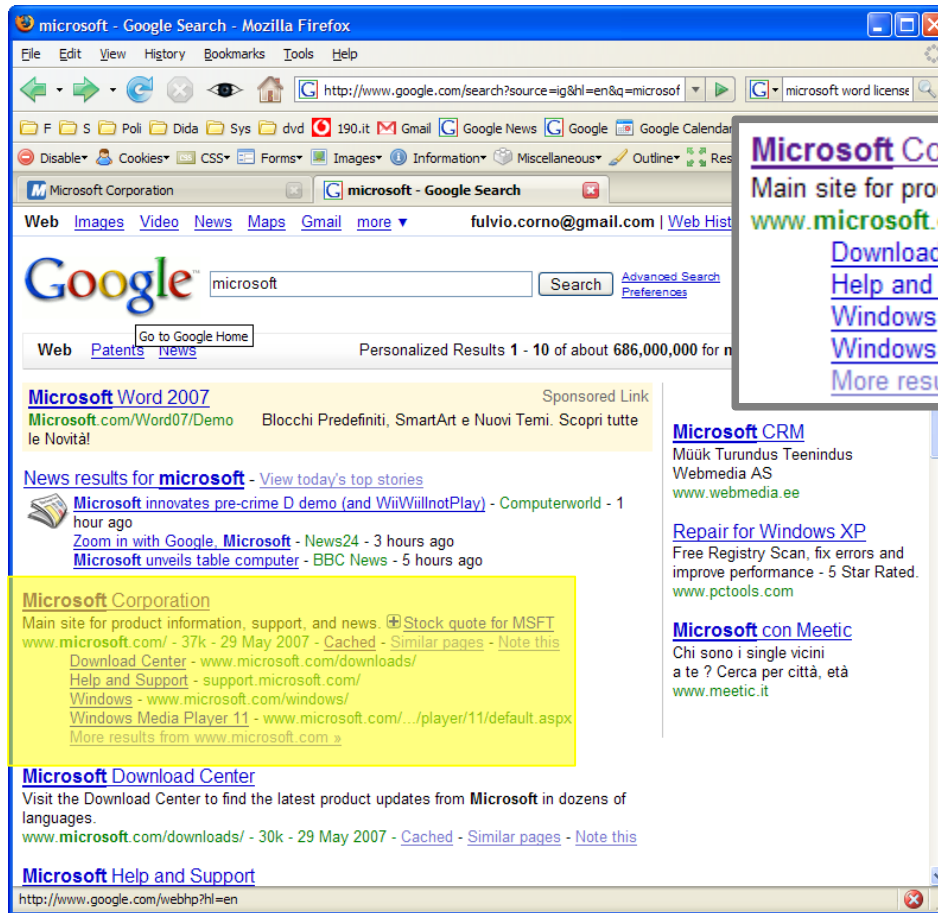 microsoft - Google Search - Mozilla Firefox
File Edit View History Bookmarks Tools Help
http://www.google.com/search?source=ig&hl=en&q=microsof
microsoft word license
F S Poli Dida Sys dvd 190.it Gmail Google News Google Google Calendar
Disable Cookies CSS Forms Images Information Miscellaneous Outline Res
Microsoft Corporation
microsoft - Google Search
Web Images Video News Maps Gmail more ▼ fulvio.corno@gmail.com | Web Hist
Google™
microsoft
Search
Advanced Search
Preferences
Go to Google Home
Web Patents News Personalized Results 1 - 10 of about 686,000,000 for
Microsoft Co
Main site for pro
www.microsoft.
Download
Help and
Windows
Windows
More resu
Microsoft Word 2007 Sponsored Link
Microsoft.com/Word07/Demo Blocchi Predefiniti, SmartArt e Nuovi Temi. Scopri tutte
le Novità!
News results for microsoft - View today's top stories
Microsoft innovates pre-crime D demo (and WiiWiillnotPlay) - Computerworld - 1
hour ago
Zoom in with Google, Microsoft - News24 - 3 hours ago
Microsoft unveils table computer - BBC News - 5 hours ago
Microsoft Corporation
Main site for product information, support, and news. Stock quote for MSFT
www.microsoft.com/ - 37k - 29 May 2007 - Cached - Similar pages - Note this
Download Center - www.microsoft.com/downloads/
Help and Support - support.microsoft.com/
Windows - www.microsoft.com/windows/
Windows Media Player 11 - www.microsoft.com/.../player/11/default.aspx
More results from www.microsoft.com »
Microsoft Download Center
Visit the Download Center to find the latest product updates from Microsoft in dozens of
languages.
www.microsoft.com/downloads/ - 30k - 29 May 2007 - Cached - Similar pages - Note this
Microsoft Help and Support
Microsoft CRM
Müük Turundus Teenindus
Webmedia AS
www.webmedia.ee
Repair for Windows XP
Free Registry Scan, fix errors and
improve performance - 5 Star Rated.
www.pctools.com
Microsoft con Meetic
Chi sono i single vicini
a te ? Cerca per città, età
www.meetic.it
http://www.google.com/webhp?hl=en